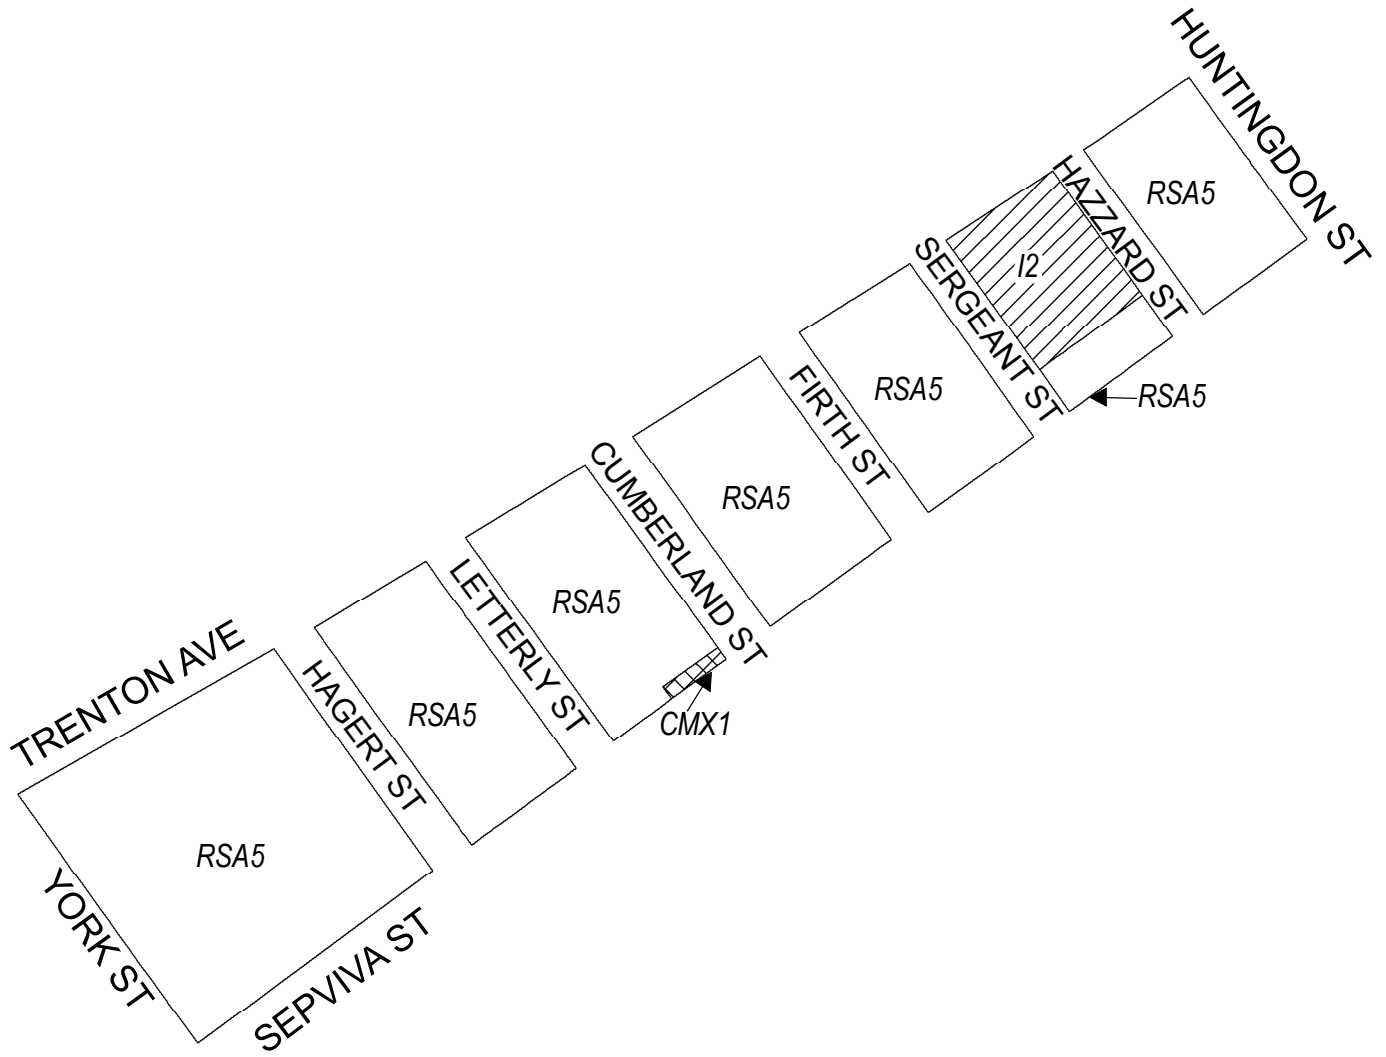 HUNTINGDON ST
RSA5
HAZZARD ST
I2
SERGEANT ST
RSA5
RSA5
FIRTH ST
RSA5
CUMBERLAND ST
RSA5
CMX1
LETTERLY ST
RSA5
HAGERT ST
TRENTON AVE
RSA5
YORK ST
SEPVIVA ST